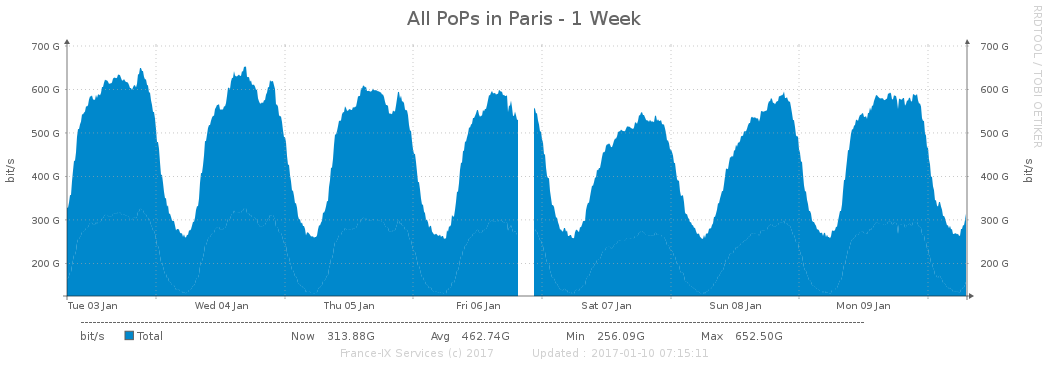 All PoPs in Paris - 1 Week
RRDTOOL / TOBI OETIKER
700 G 700 G
600 G 600 G
500 G 500 G
400 G 400 G
300 G 300 G
200 G 200 G
bit/s bit/s
Tue 03 Jan Wed 04 Jan Thu 05 Jan Fri 06 Jan Sat 07 Jan Sun 08 Jan Mon 09 Jan
bit/s Total Now 313.88G Avg 462.74G Min 256.09G Max 652.50G
France-IX Services (c) 2017 Updated : 2017-01-10 07:15:11